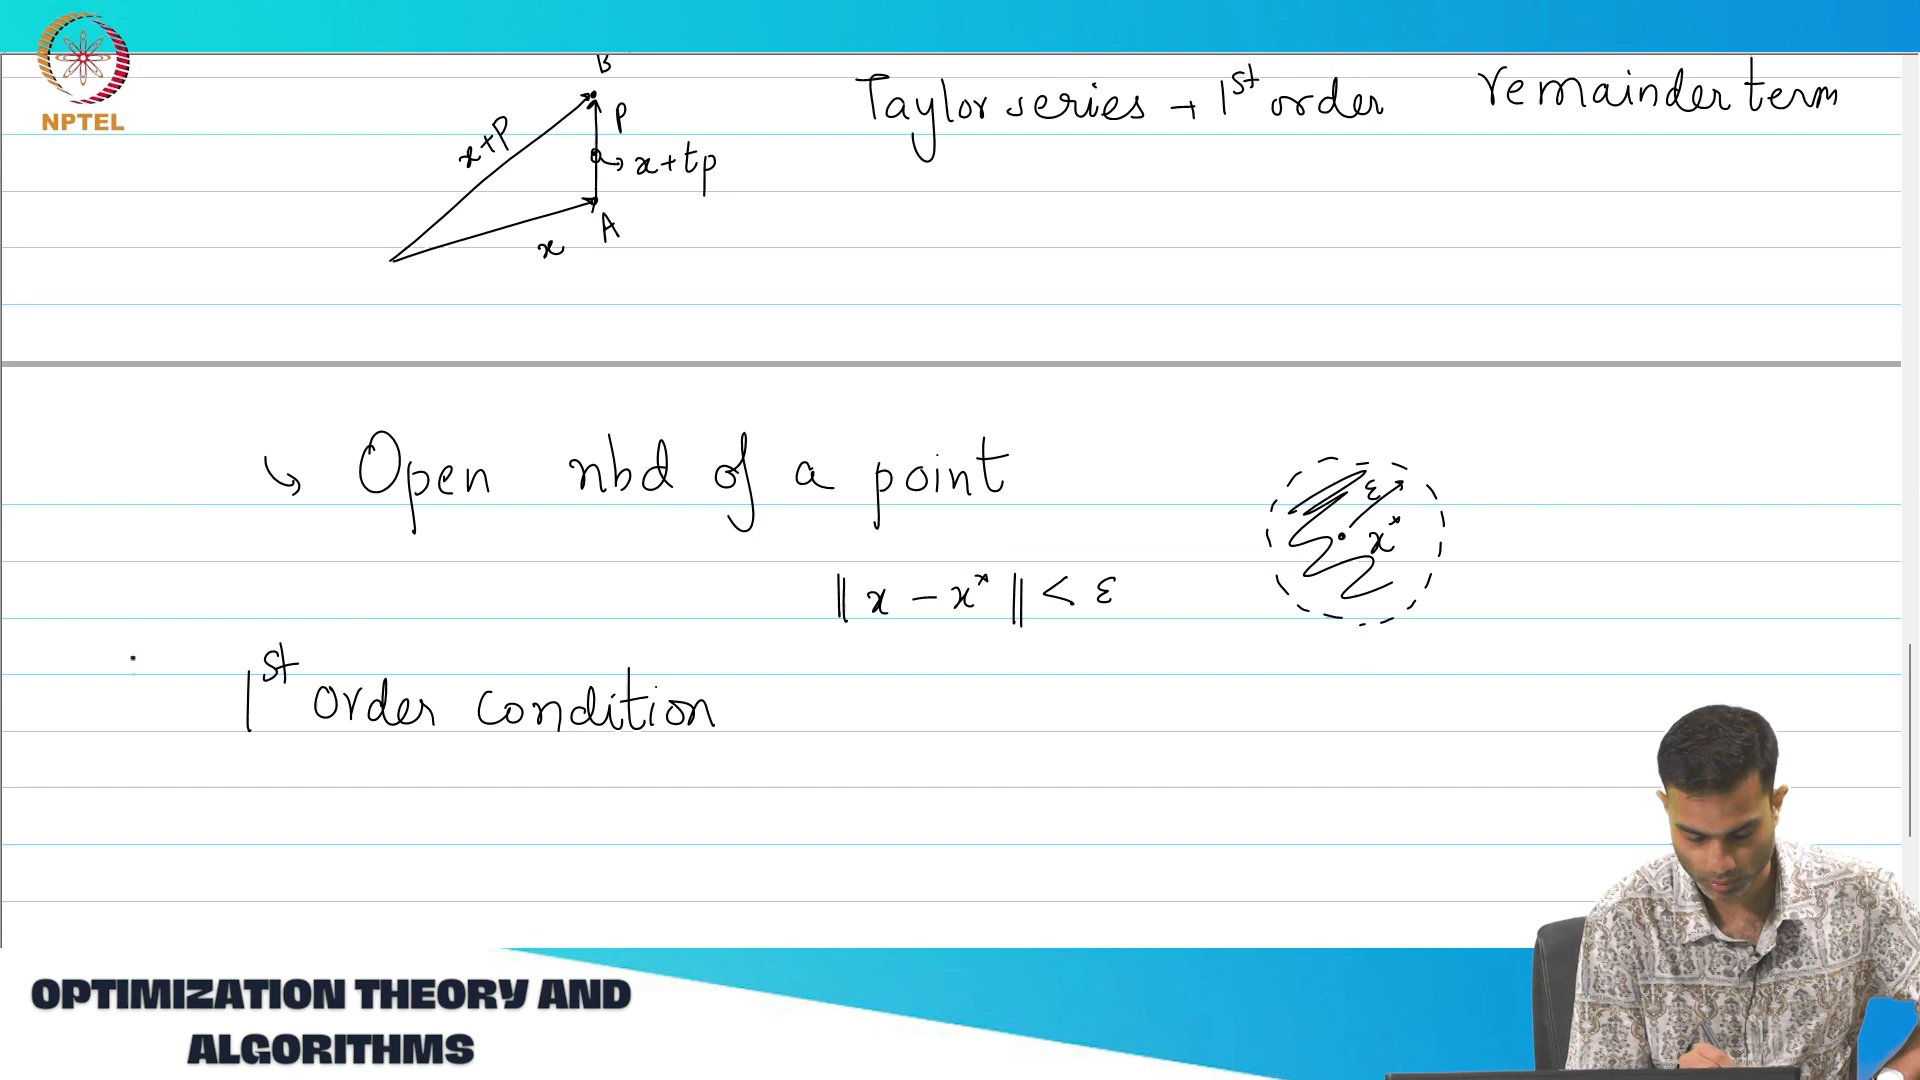 NPTEL
B
P
x+P
x+tp
A
x
Taylor series → 1st order remainder term
↳ Open nbd of a point
ε
x*
‖x - x*‖ < ε
1st order condition
OPTIMIZATION THEORY AND
ALGORITHMS